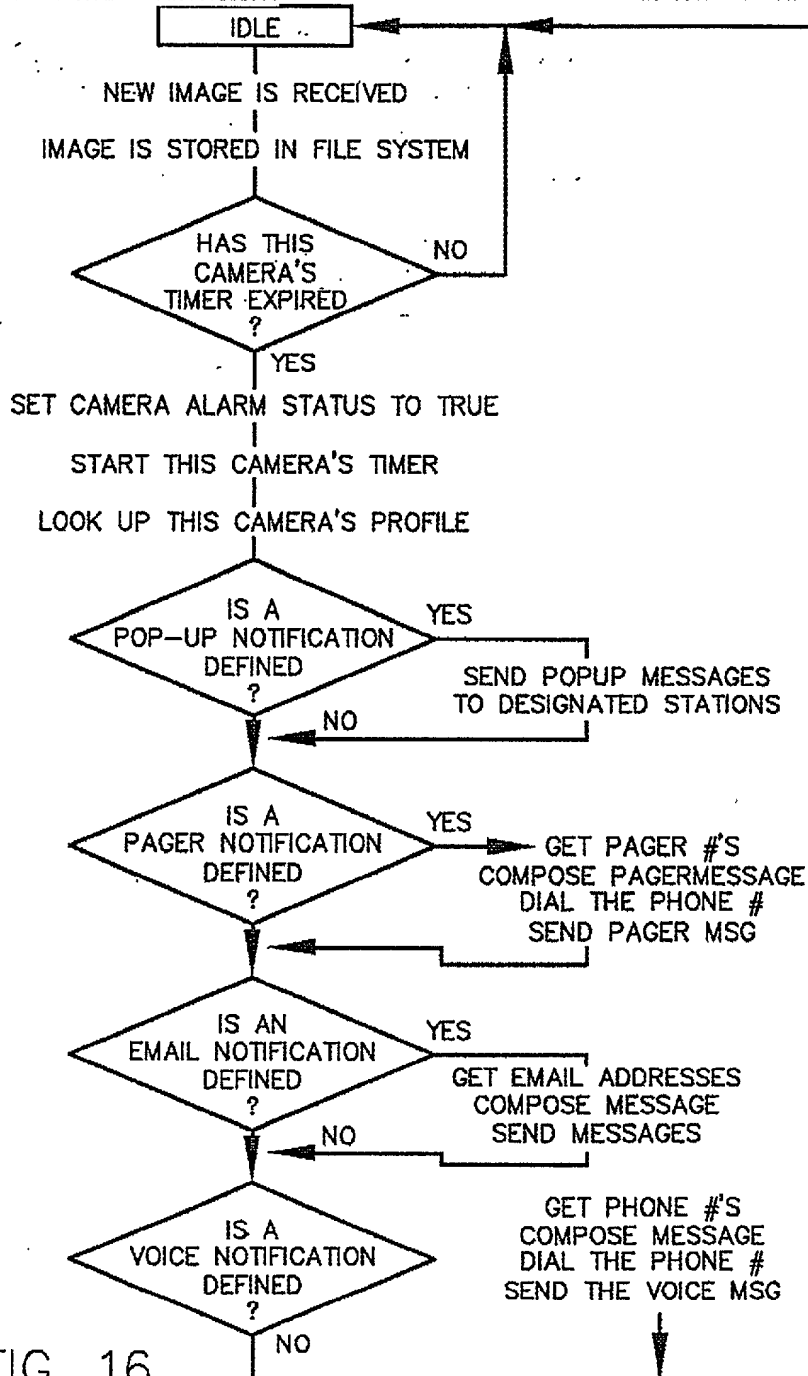 IDLE
NEW IMAGE IS RECEIVED
IMAGE IS STORED IN FILE SYSTEM
HAS THIS
CAMERA'S
TIMER EXPIRED
?
NO
YES
SET CAMERA ALARM STATUS TO TRUE
START THIS CAMERA'S TIMER
LOOK UP THIS CAMERA'S PROFILE
IS A
POP-UP NOTIFICATION
DEFINED
?
YES
SEND POPUP MESSAGES
TO DESIGNATED STATIONS
NO
IS A
PAGER NOTIFICATION
DEFINED
?
YES
GET PAGER #'S
COMPOSE PAGERMESSAGE
DIAL THE PHONE #
SEND PAGER MSG
IS AN
EMAIL NOTIFICATION
DEFINED
?
YES
GET EMAIL ADDRESSES
COMPOSE MESSAGE
SEND MESSAGES
NO
IS A
VOICE NOTIFICATION
DEFINED
?
GET PHONE #'S
COMPOSE MESSAGE
DIAL THE PHONE #
SEND THE VOICE MSG
NO
FIG. 16